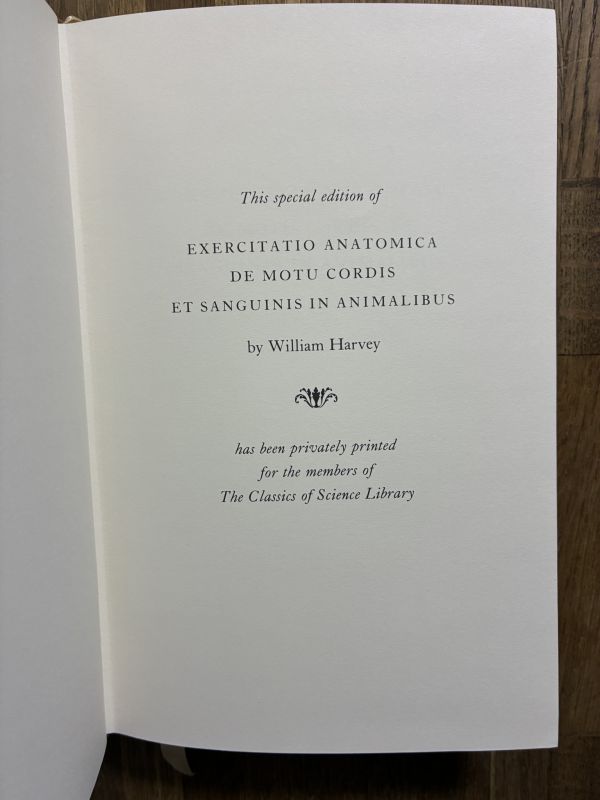 This special edition of
EXERCITATIO ANATOMICA
DE MOTU CORDIS
ET SANGUINIS IN ANIMALIBUS
by William Harvey
has been privately printed
for the members of
The Classics of Science Library